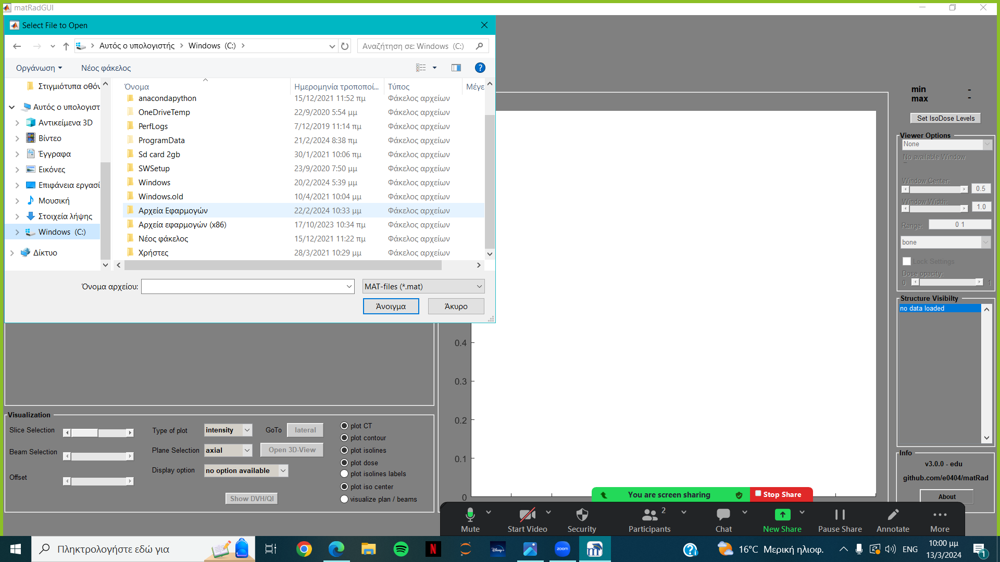 matRadGUI
Select File to Open
Αυτός ο υπολογιστής
Windows (C:)
Αναζήτηση σε: Windows (C:)
Οργάνωση
Νέος φάκελος
Στιγμιότυπα οθόν
Αυτός ο υπολογιστ
Αντικείμενα 3D
Βίντεο
Έγγραφα
Εικόνες
Επιφάνεια εργασί
Μουσική
Στοιχεία λήψης
Windows (C:)
Δίκτυο
Όνομα Ημερομηνία τροποποί... Τύπος Μέγε
anacondapython 15/12/2021 11:52 πμ Φάκελος αρχείων
OneDriveTemp 22/9/2020 5:54 μμ Φάκελος αρχείων
PerfLogs 7/12/2019 11:14 πμ Φάκελος αρχείων
ProgramData 21/2/2024 8:38 πμ Φάκελος αρχείων
Sd card 2gb 30/1/2021 10:06 πμ Φάκελος αρχείων
SWSetup 23/9/2020 7:50 μμ Φάκελος αρχείων
Windows 20/2/2024 5:39 μμ Φάκελος αρχείων
Windows.old 10/4/2021 10:04 μμ Φάκελος αρχείων
Αρχεία Εφαρμογών 22/2/2024 10:33 μμ Φάκελος αρχείων
Αρχεία εφαρμογών (x86) 17/10/2023 10:34 πμ Φάκελος αρχείων
Νέος φάκελος 15/12/2021 11:22 πμ Φάκελος αρχείων
Χρήστες 28/3/2021 10:29 μμ Φάκελος αρχείων
Όνομα αρχείου:
MAT-files (*.mat)
Άνοιγμα
Άκυρο
0.4
0.3
0.2
0.1
0
min -
max -
Set IsoDose Levels
Viewer Options
None
No available Window
Window Center:
0.5
Window Width:
1.0
Range:
0 1
bone
Lock Settings
Dose opacity:
0
1
Structure Visibilty
no data loaded
Info
v3.0.0 - edu
github.com/e0404/matRad
About
Visualization
Slice Selection
Beam Selection
Offset
Type of plot
intensity
GoTo
lateral
Plane Selection
axial
Open 3D-View
Display option
no option available
Show DVH/QI
plot CT
plot contour
plot isolines
plot dose
plot isolines labels
plot iso center
visualize plan / beams
You are screen sharing
Stop Share
Mute
Start Video
Security
Participants
2
Chat
New Share
Pause Share
Annotate
More
Πληκτρολογήστε εδώ για
N
Disney+
zoom
m
16°C Μερική ηλιοφ.
ENG
10:00 μμ
13/3/2024
1